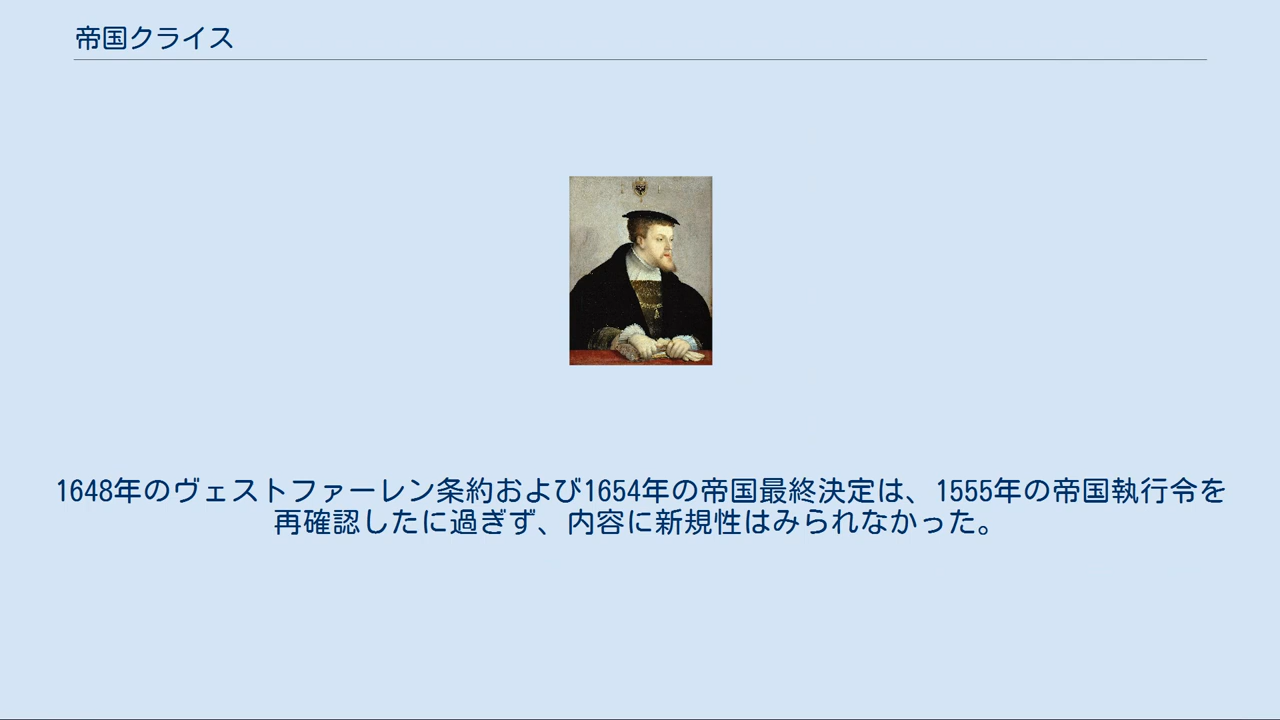 帝国クライス
1648年のヴェストファーレン条約および1654年の帝国最終決定は、1555年の帝国執行令を
再確認したに過ぎず、内容に新規性はみられなかった。